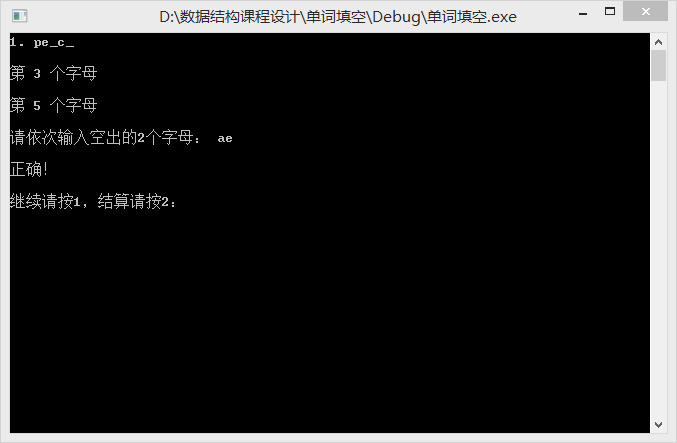 D:\数据结构课程设计\单词填空\Debug\单词填空.exe
1. pe_c_
第 3 个字母
第 5 个字母
请依次输入空出的2个字母： ae
正确！
继续请按1，结算请按2：